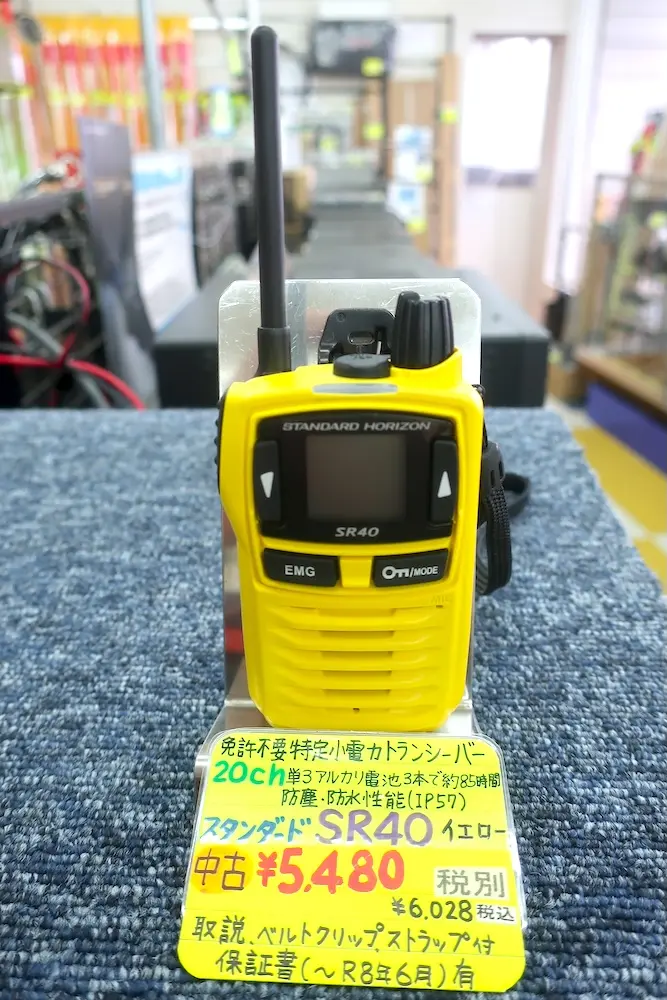 STANDARD HORIZON
SR40
EMG
/MODE
免許不要特定小電力トランシーバー
20ch単3アルカリ電池3本で約85時間
防塵・防水性能(IP57)
スタンダード SR40 イエロー
中古 ¥5,480 税別
¥6,028 税込
取説、ベルトクリップ、ストラップ付
保証書(～R8年6月)有